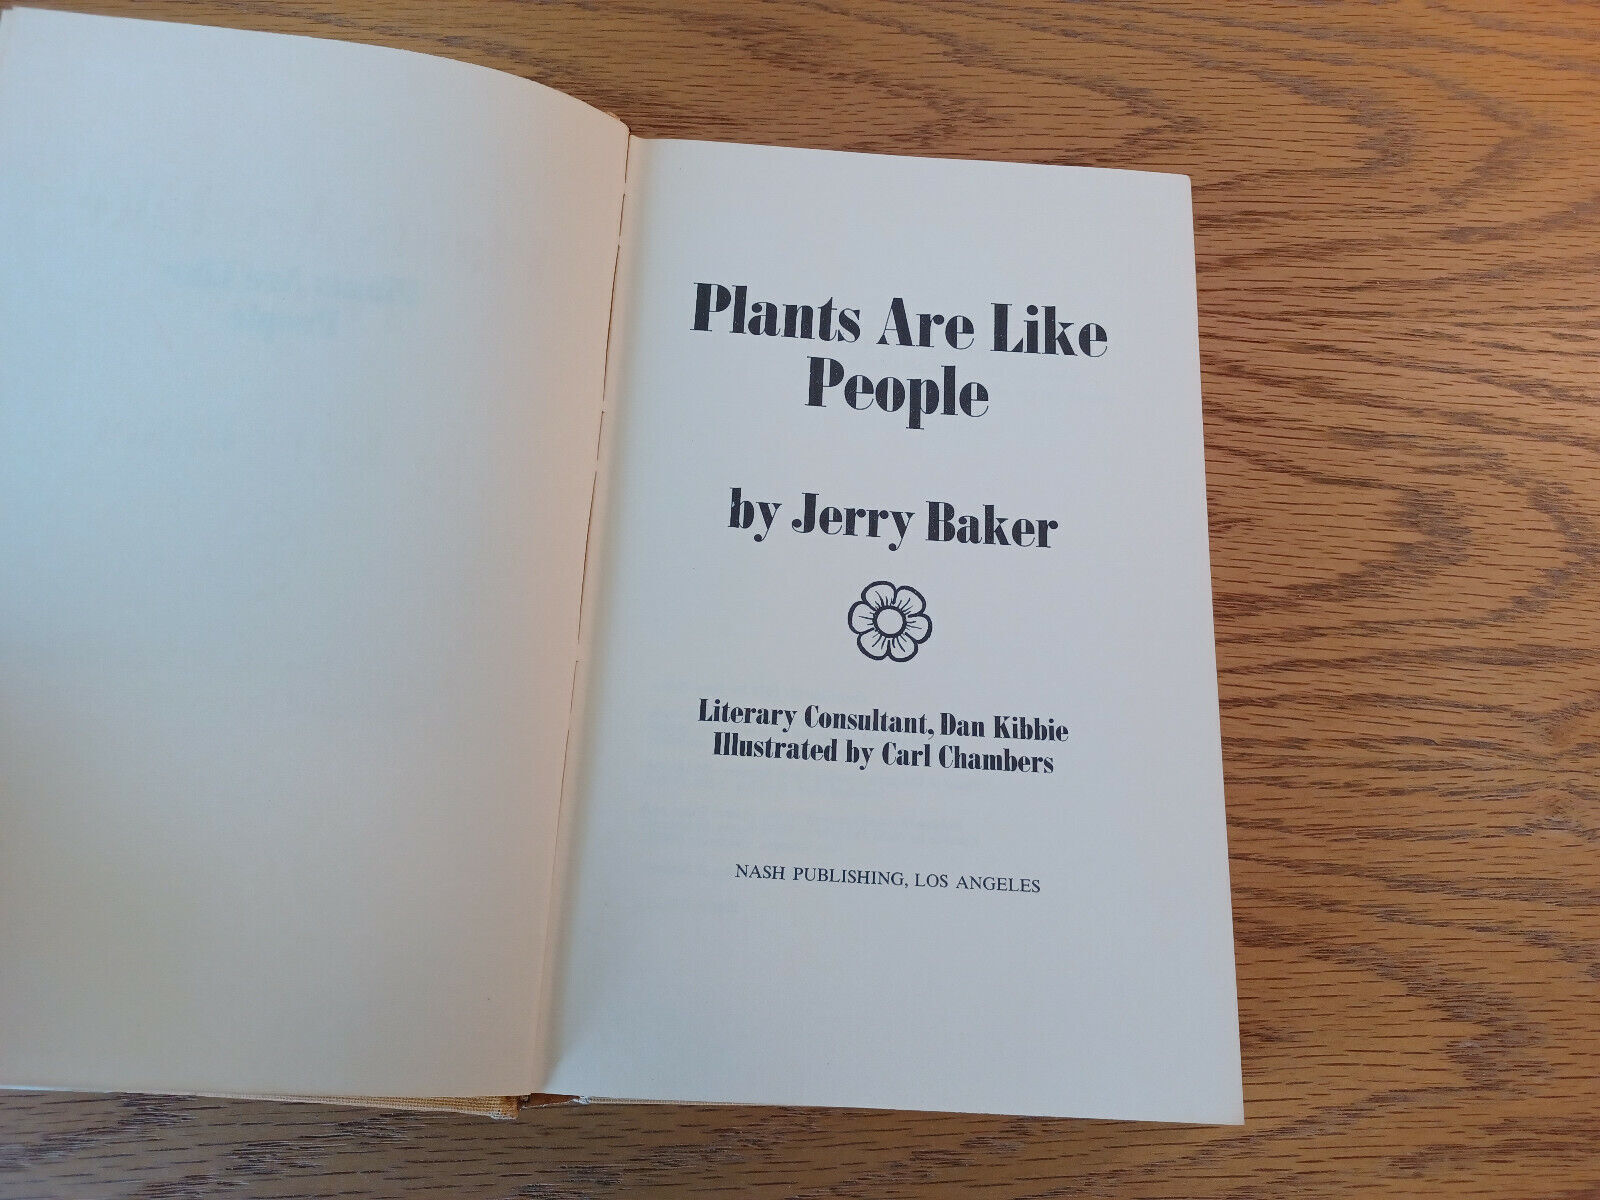 Plants Are Like
People
by Jerry Baker
Literary Consultant, Dan Kibbie
Illustrated by Carl Chambers
NASH PUBLISHING, LOS ANGELES